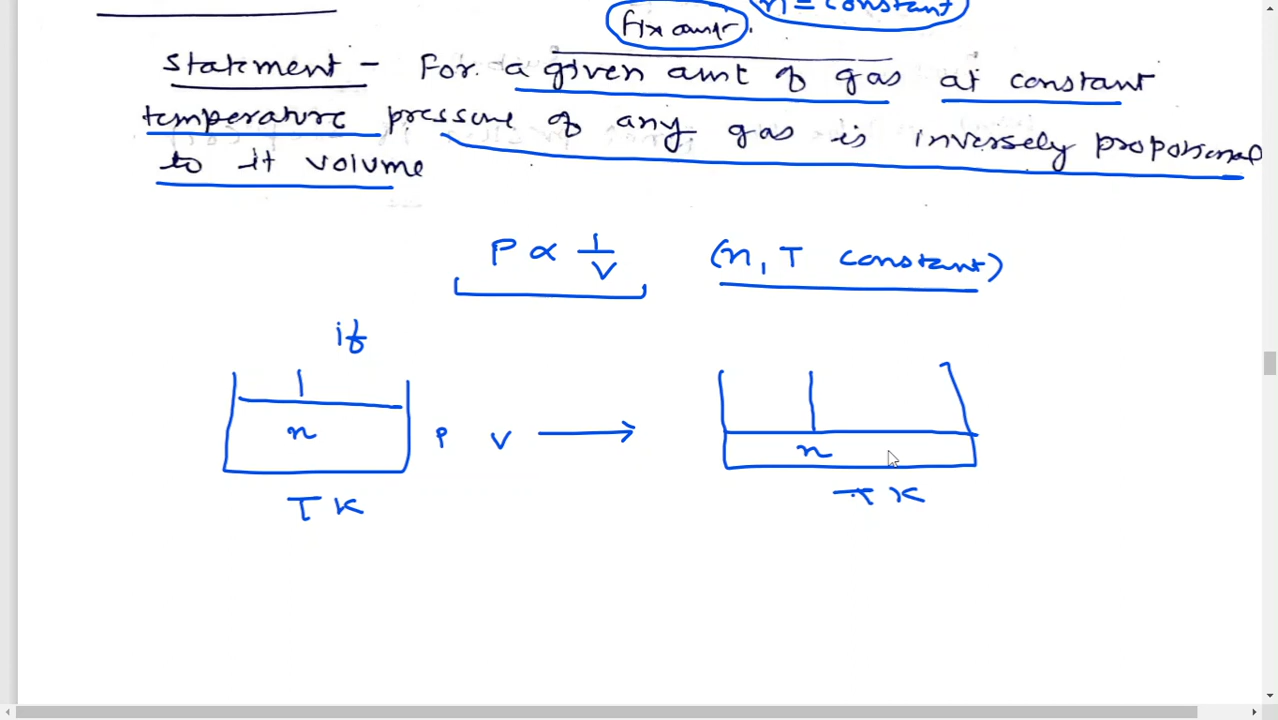 n = constant
fix amt.
Statement - For a given amt of gas at constant
temperature pressure of any gas is inversely proportional
to it volume
P ∝ 1/V (n, T constant)
if
n P V → n
T K T K